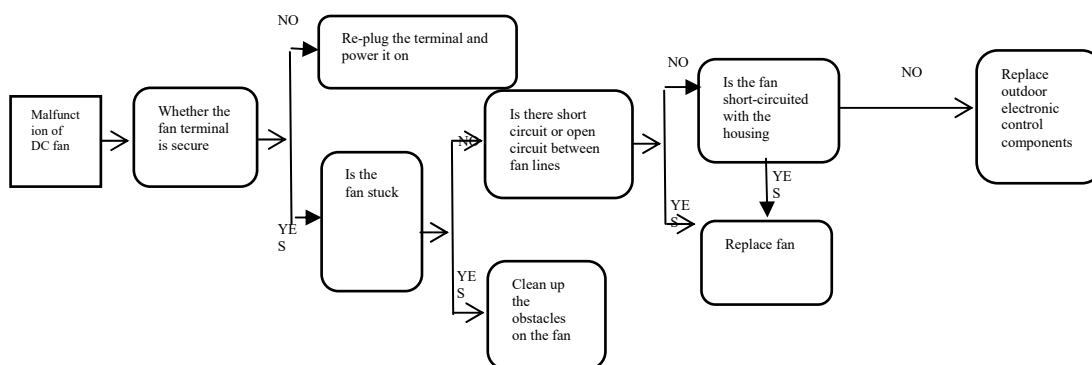 Malfunct
ion of
DC fan
Whether the
fan terminal
is secure
NO
Re-plug the terminal and
power it on
YE
S
Is the
fan stuck
NO
Is there short
circuit or open
circuit between
fan lines
YE
S
Clean up
the
obstacles
on the fan
NO
Is the fan
short-circuited
with the
housing
YE
S
YE
S
Replace fan
NO
Replace
outdoor
electronic
control
components